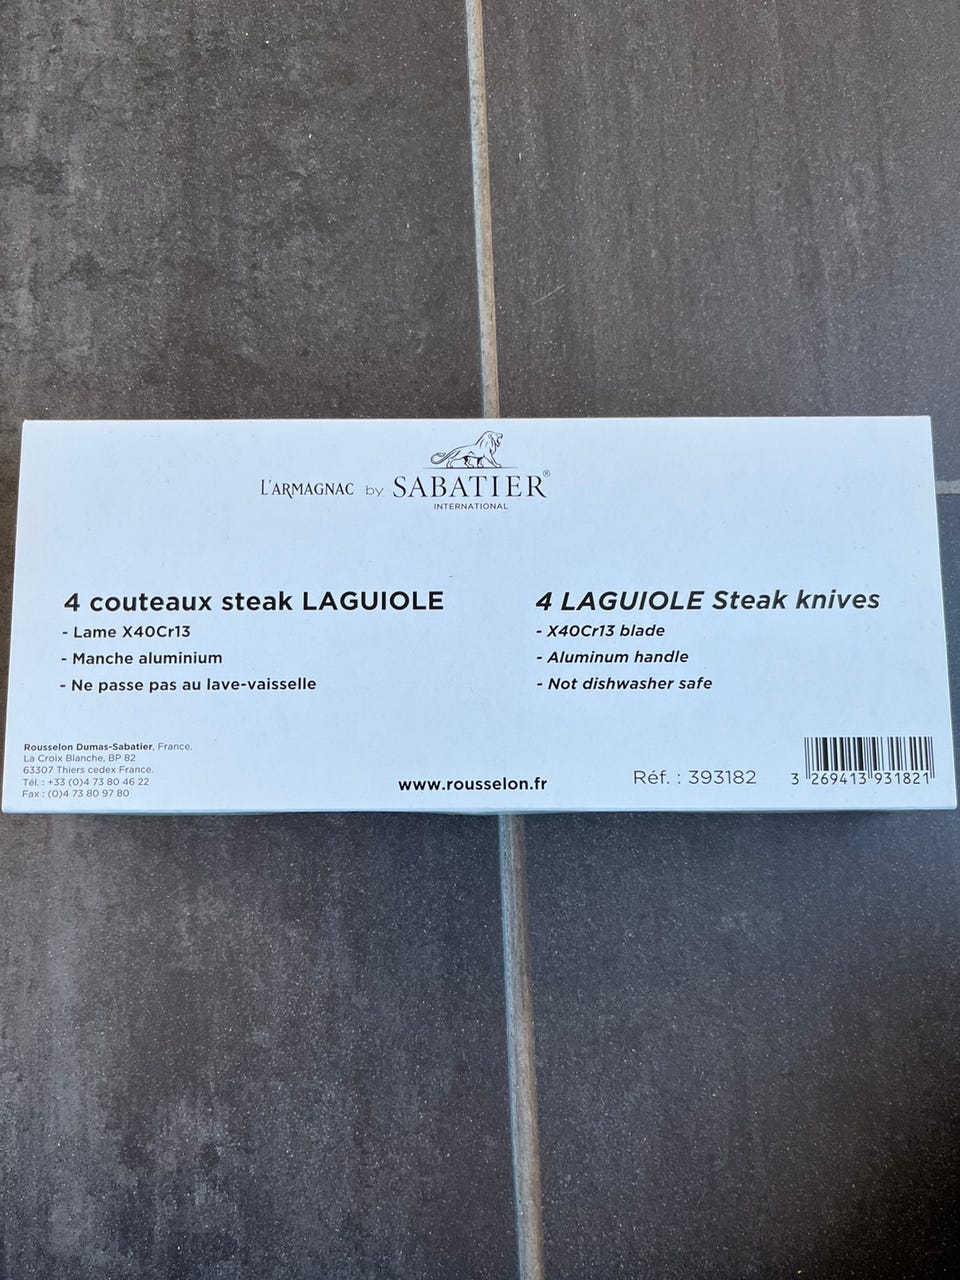 L'ARMAGNAC by SABATIER®
INTERNATIONAL
4 couteaux steak LAGUIOLE
- Lame X40Cr13
- Manche aluminium
- Ne passe pas au lave-vaisselle
4 LAGUIOLE Steak knives
- X40Cr13 blade
- Aluminum handle
- Not dishwasher safe
Rousselon Dumas-Sabatier, France.
La Croix Blanche, BP 82
63307 Thiers cedex France.
Tél. : +33 (0)4 73 80 46 22
Fax : (0)4 73 80 97 80
www.rousselon.fr
Réf. : 393182
3 269413 931821